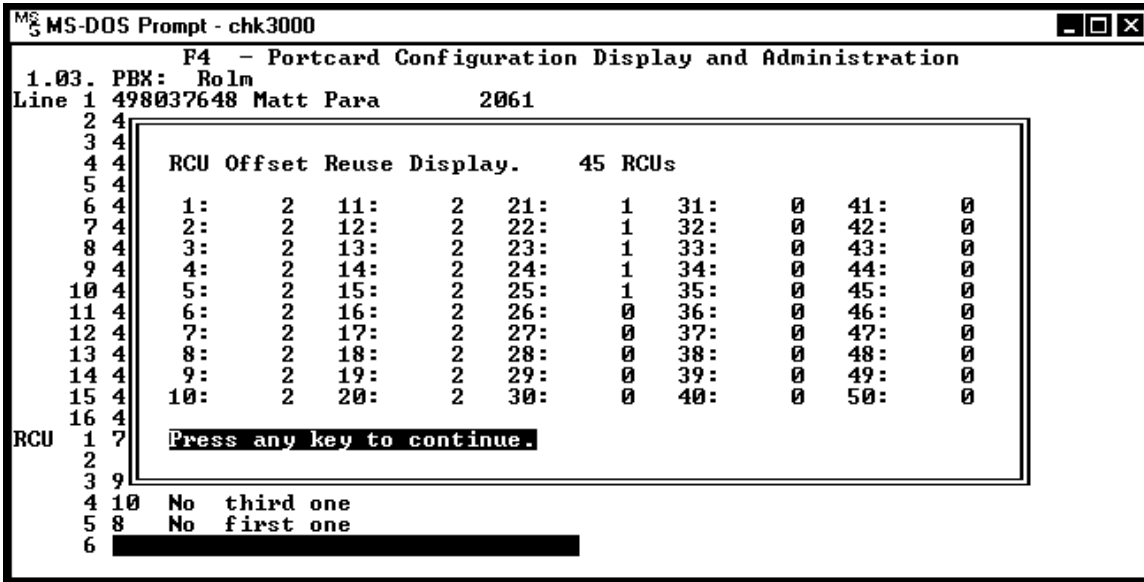 MS-DOS Prompt - chk3000
F4 - Portcard Configuration Display and Administration
1.03. PBX: Rolm
Line 1 498037648 Matt Para 2061
2 4
3 4
4 4 RCU Offset Reuse Display. 45 RCUs
5 4
6 4 1: 2 11: 2 21: 1 31: 0 41: 0
7 4 2: 2 12: 2 22: 1 32: 0 42: 0
8 4 3: 2 13: 2 23: 1 33: 0 43: 0
9 4 4: 2 14: 2 24: 1 34: 0 44: 0
10 4 5: 2 15: 2 25: 1 35: 0 45: 0
11 4 6: 2 16: 2 26: 0 36: 0 46: 0
12 4 7: 2 17: 2 27: 0 37: 0 47: 0
13 4 8: 2 18: 2 28: 0 38: 0 48: 0
14 4 9: 2 19: 2 29: 0 39: 0 49: 0
15 4 10: 2 20: 2 30: 0 40: 0 50: 0
16 4
RCU 1 7 Press any key to continue.
2
3 9
4 10 No third one
5 8 No first one
6